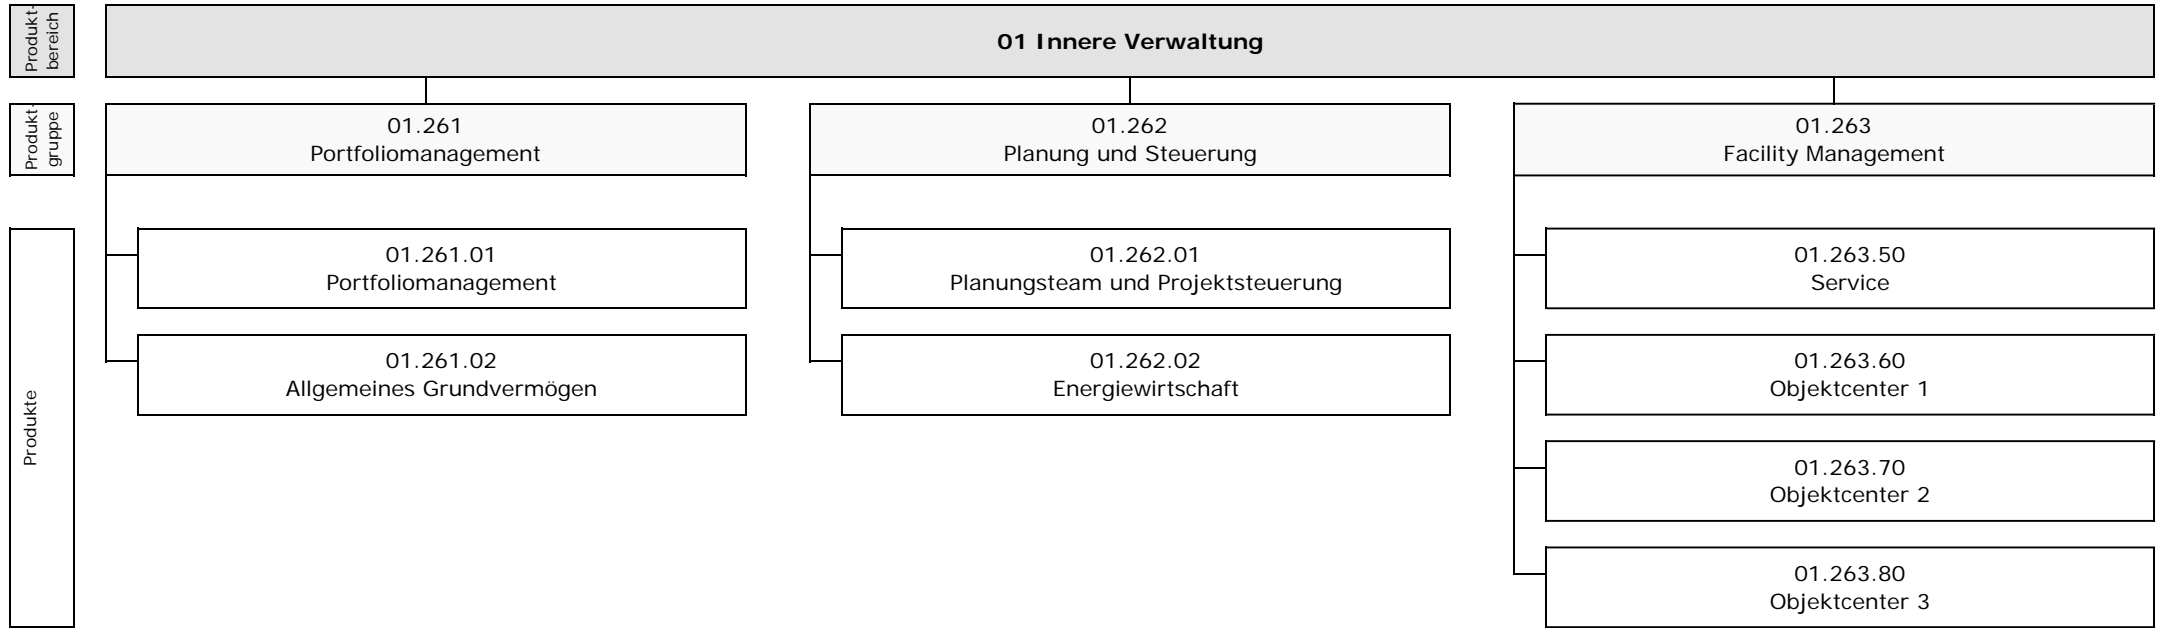 Produkt-
bereich
01 Innere Verwaltung
Produkt-
gruppe
01.261
Portfoliomanagement
01.262
Planung und Steuerung
01.263
Facility Management
Produkte
01.261.01
Portfoliomanagement
01.262.01
Planungsteam und Projektsteuerung
01.263.50
Service
01.261.02
Allgemeines Grundvermögen
01.262.02
Energiewirtschaft
01.263.60
Objektcenter 1
01.263.70
Objektcenter 2
01.263.80
Objektcenter 3